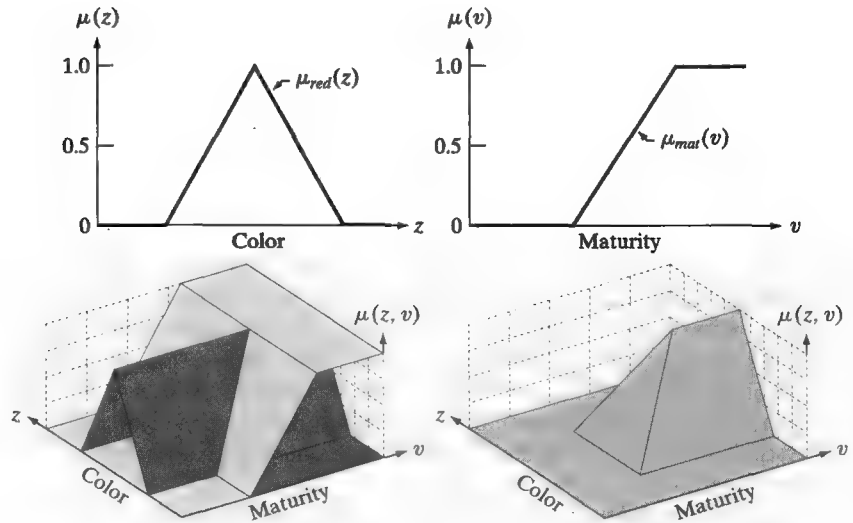 μ(z)
1.0
μred(z)
0.5
0
z
Color
μ(v)
1.0
0.5
μmat(v)
0
v
Maturity
μ(z, v)
z
Color
Maturity
v
μ(z, v)
z
Color
Maturity
v